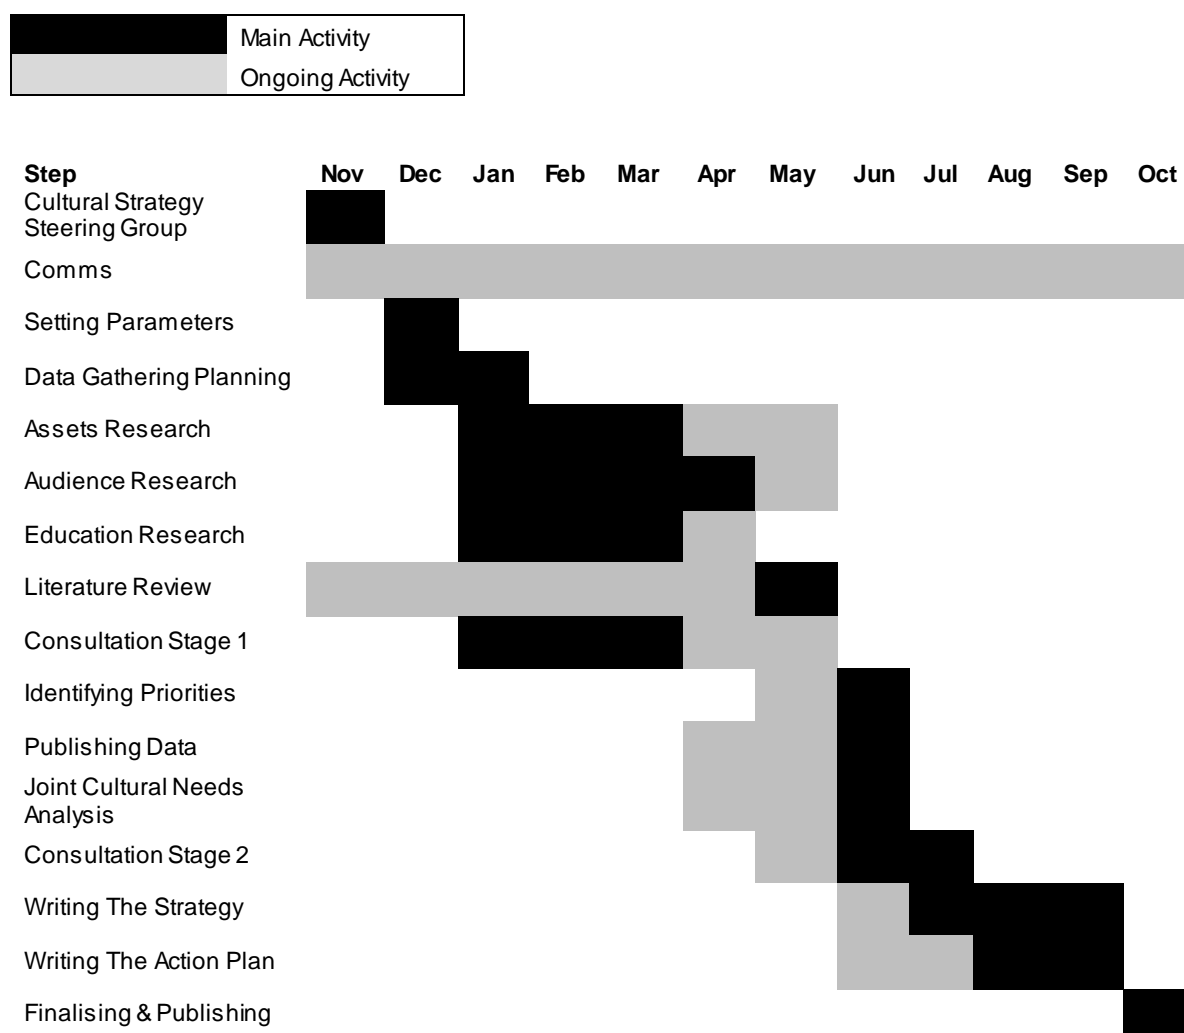 Main Activity
Ongoing Activity
Step Nov Dec Jan Feb Mar Apr May Jun Jul Aug Sep Oct
Cultural Strategy
Steering Group
Comms
Setting Parameters
Data Gathering Planning
Assets Research
Audience Research
Education Research
Literature Review
Consultation Stage 1
Identifying Priorities
Publishing Data
Joint Cultural Needs
Analysis
Consultation Stage 2
Writing The Strategy
Writing The Action Plan
Finalising & Publishing